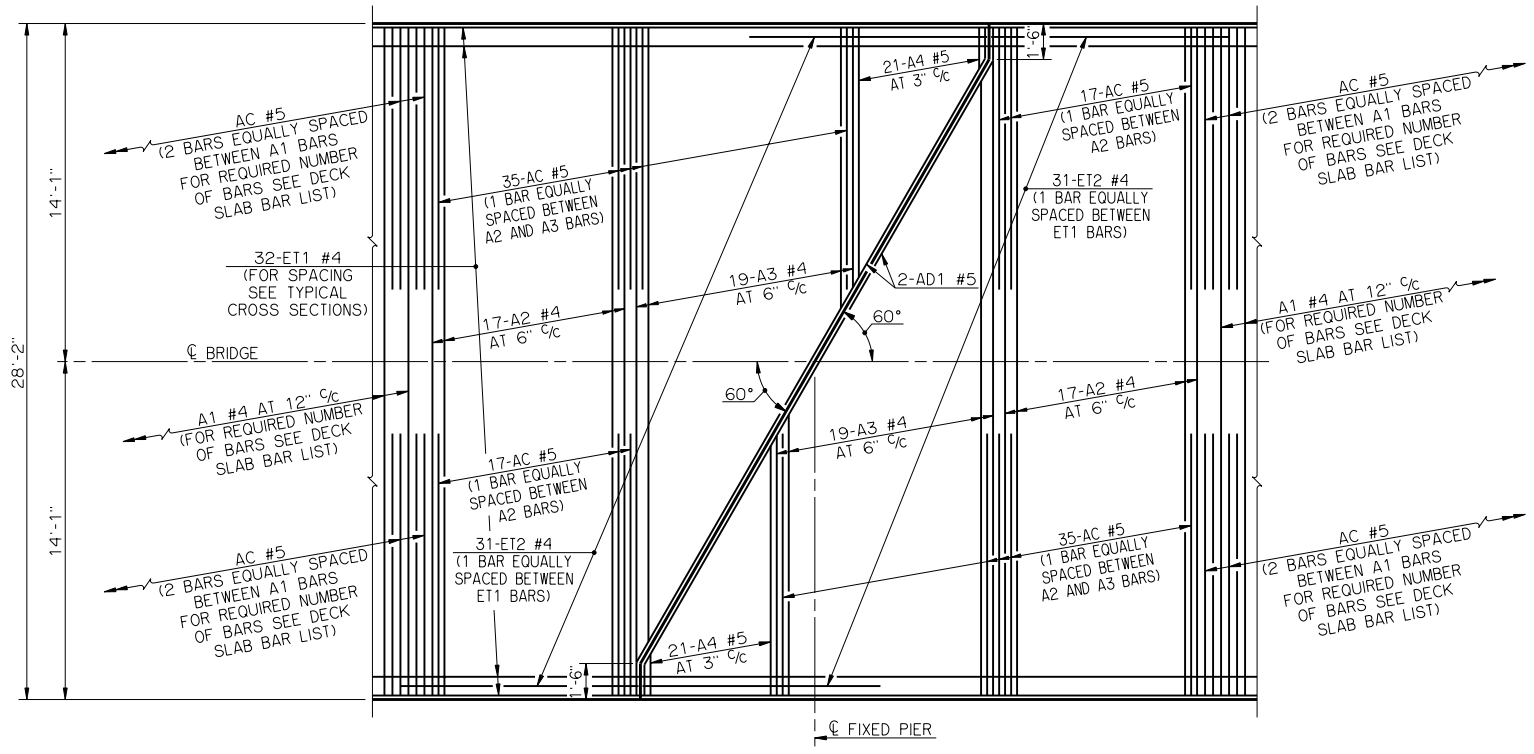 1'-6"
21-A4 #5
AT 3" C/C
AC #5
(2 BARS EQUALLY SPACED
BETWEEN A1 BARS
FOR REQUIRED NUMBER
OF BARS SEE DECK
SLAB BAR LIST)
17-AC #5
(1 BAR EQUALLY
SPACED BETWEEN
A2 BARS)
AC #5
(2 BARS EQUALLY SPACED
BETWEEN A1 BARS
FOR REQUIRED NUMBER
OF BARS SEE DECK
SLAB BAR LIST)
14'-1"
35-AC #5
(1 BAR EQUALLY
SPACED BETWEEN
A2 AND A3 BARS)
31-ET2 #4
(1 BAR EQUALLY
SPACED BETWEEN
ET1 BARS)
32-ET1 #4
(FOR SPACING
SEE TYPICAL
CROSS SECTIONS)
19-A3 #4
AT 6" C/C
2-AD1 #5
17-A2 #4
AT 6" C/C
A1 #4 AT 12" C/C
(FOR REQUIRED NUMBER
OF BARS SEE DECK
SLAB BAR LIST)
60°
28'-2"
℄ BRIDGE
60°
A1 #4 AT 12" C/C
(FOR REQUIRED NUMBER
OF BARS SEE DECK
SLAB BAR LIST)
17-A2 #4
AT 6" C/C
19-A3 #4
AT 6" C/C
17-AC #5
(1 BAR EQUALLY
SPACED BETWEEN
A2 BARS)
14'-1"
AC #5
(2 BARS EQUALLY SPACED
BETWEEN A1 BARS
FOR REQUIRED NUMBER
OF BARS SEE DECK
SLAB BAR LIST)
31-ET2 #4
(1 BAR EQUALLY
SPACED BETWEEN
ET1 BARS)
35-AC #5
(1 BAR EQUALLY
SPACED BETWEEN
A2 AND A3 BARS)
AC #5
(2 BARS EQUALLY SPACED
BETWEEN A1 BARS
FOR REQUIRED NUMBER
OF BARS SEE DECK
SLAB BAR LIST)
21-A4 #5
AT 3" C/C
1'-6"
℄ FIXED PIER